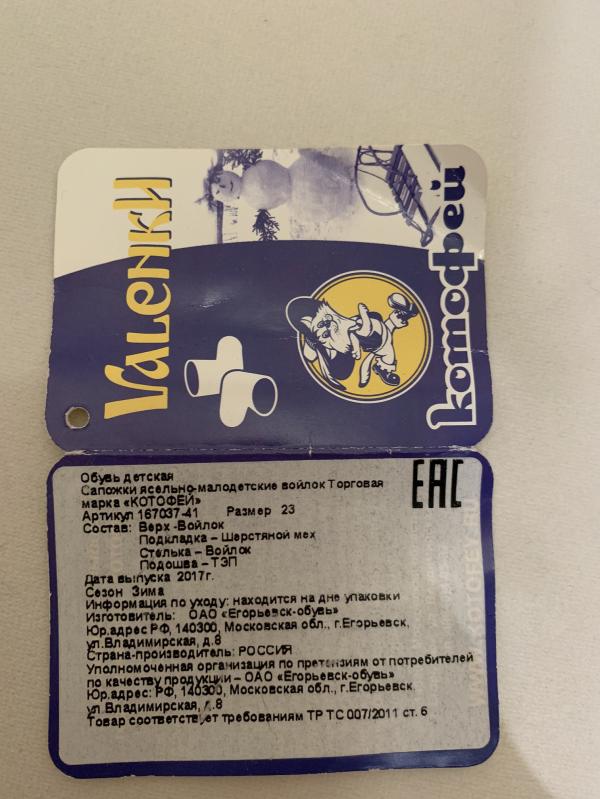 Valenki
котофей
Обувь детская
Сапожки ясельно-малодетские войлок Торговая
марка «КОТОФЕЙ»
Артикул 167037-41 Размер 23
Состав: Верх -Войлок
Подкладка – Шерстяной мех
Стелька – Войлок
Подошва – ТЭП
Дата выпуска 2017г.
Сезон Зима
Информация по уходу: находится на дне упаковки
Изготовитель: ОАО «Егорьевск-обувь»
Юр.адрес РФ, 140300, Московская обл., г.Егорьевск,
ул.Владимирская, д.8
Страна-производитель: РОССИЯ
Уполномоченная организация по претензиям от потребителей
по качеству продукции – ОАО «Егорьевск-обувь»
Юр.адрес: РФ, 140300, Московская обл., г.Егорьевск
ул.Владимирская, д.8
Товар соответствует требованиям ТР ТС 007/2011 ст. 6
EAC